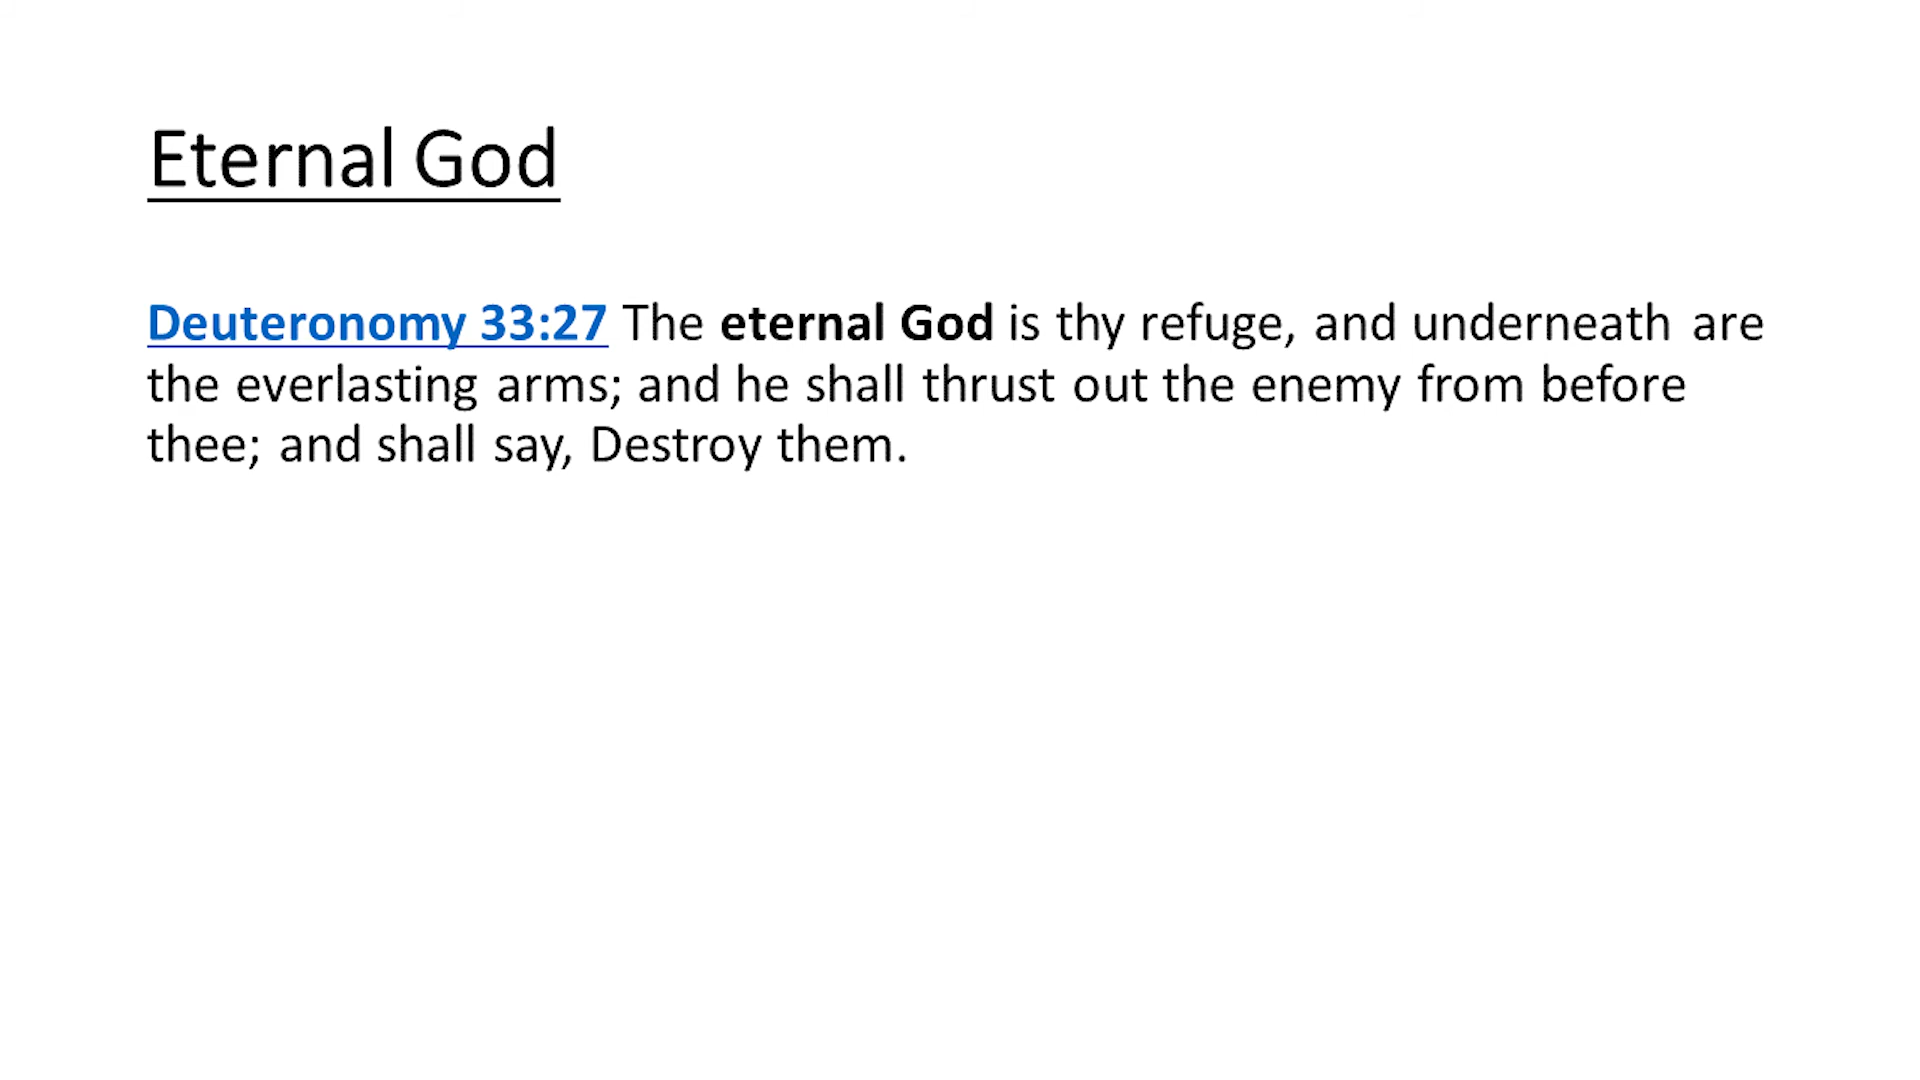 Eternal God
Deuteronomy 33:27 The eternal God is thy refuge, and underneath are
the everlasting arms; and he shall thrust out the enemy from before
thee; and shall say, Destroy them.